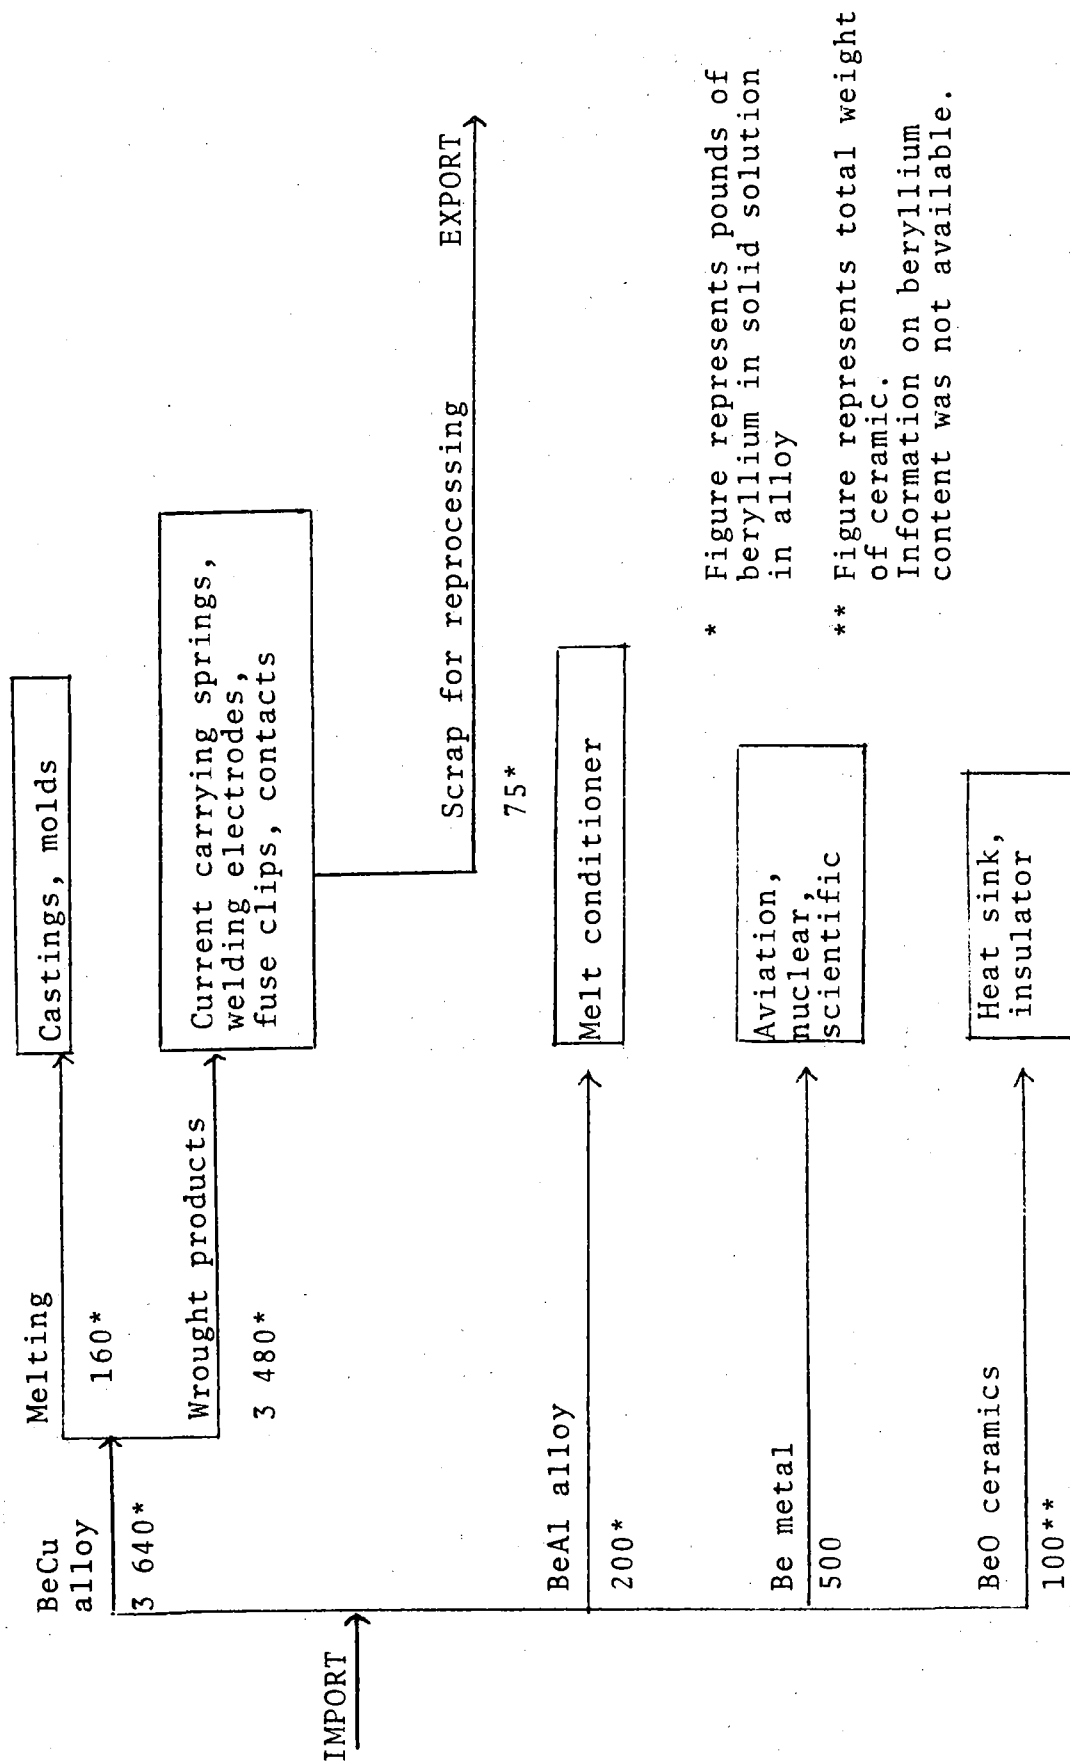 IMPORT
BeCu
alloy
3 640*
Melting
160*
Castings, molds
Wrought products
3 480*
Current carrying springs,
welding electrodes,
fuse clips, contacts
Scrap for reprocessing
75*
EXPORT
BeAl alloy
200*
Melt conditioner
Be metal
500
Aviation,
nuclear,
scientific
BeO ceramics
100**
Heat sink,
insulator
* Figure represents pounds of
beryllium in solid solution
in alloy
** Figure represents total weight
of ceramic.
Information on beryllium
content was not available.